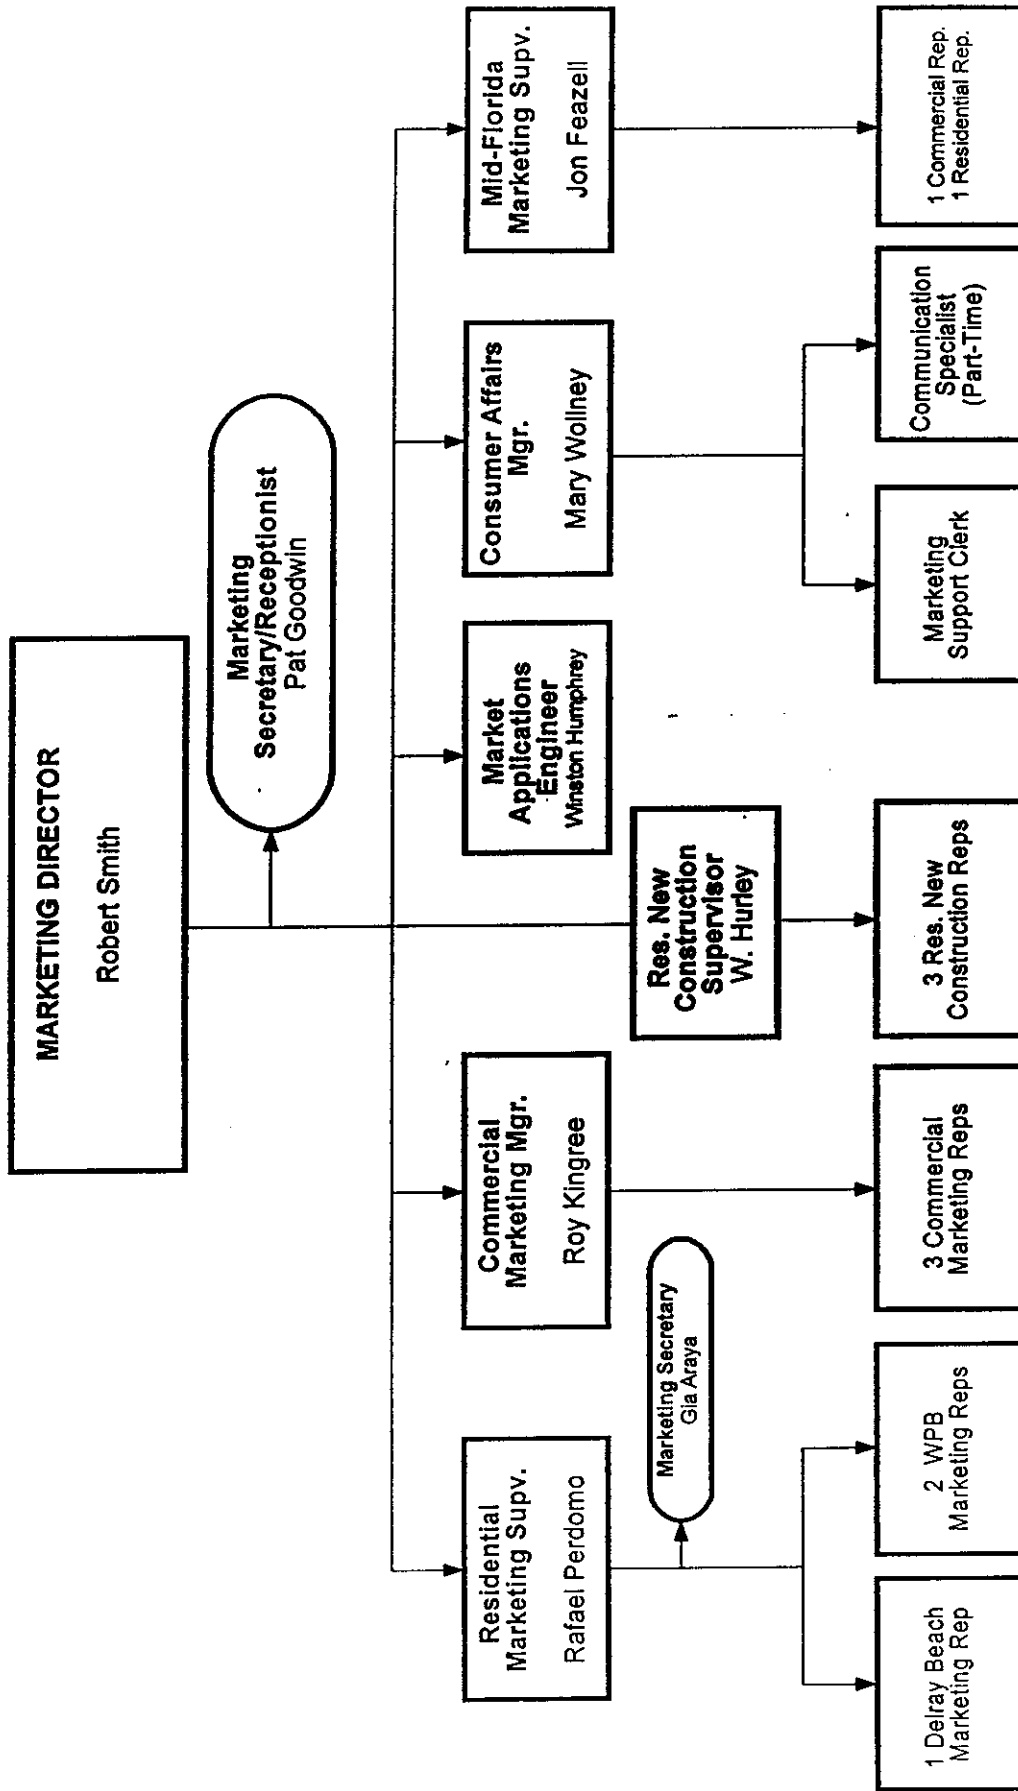 MARKETING DIRECTOR
Robert Smith
Marketing
Secretary/Receptionist
Pat Goodwin
Residential
Marketing Supv.
Rafael Perdomo
Commercial
Marketing Mgr.
Roy Kingree
Market
Applications
Engineer
Winston Humphrey
Consumer Affairs
Mgr.
Mary Wollney
Mid-Florida
Marketing Supv.
Jon Feazell
Marketing Secretary
Gia Araya
Res. New
Construction
Supervisor
W. Hurley
1 Delray Beach
Marketing Rep
2 WPB
Marketing Reps
3 Commercial
Marketing Reps
3 Res. New
Construction Reps
Marketing
Support Clerk
Communication
Specialist
(Part-Time)
1 Commercial Rep.
1 Residential Rep.